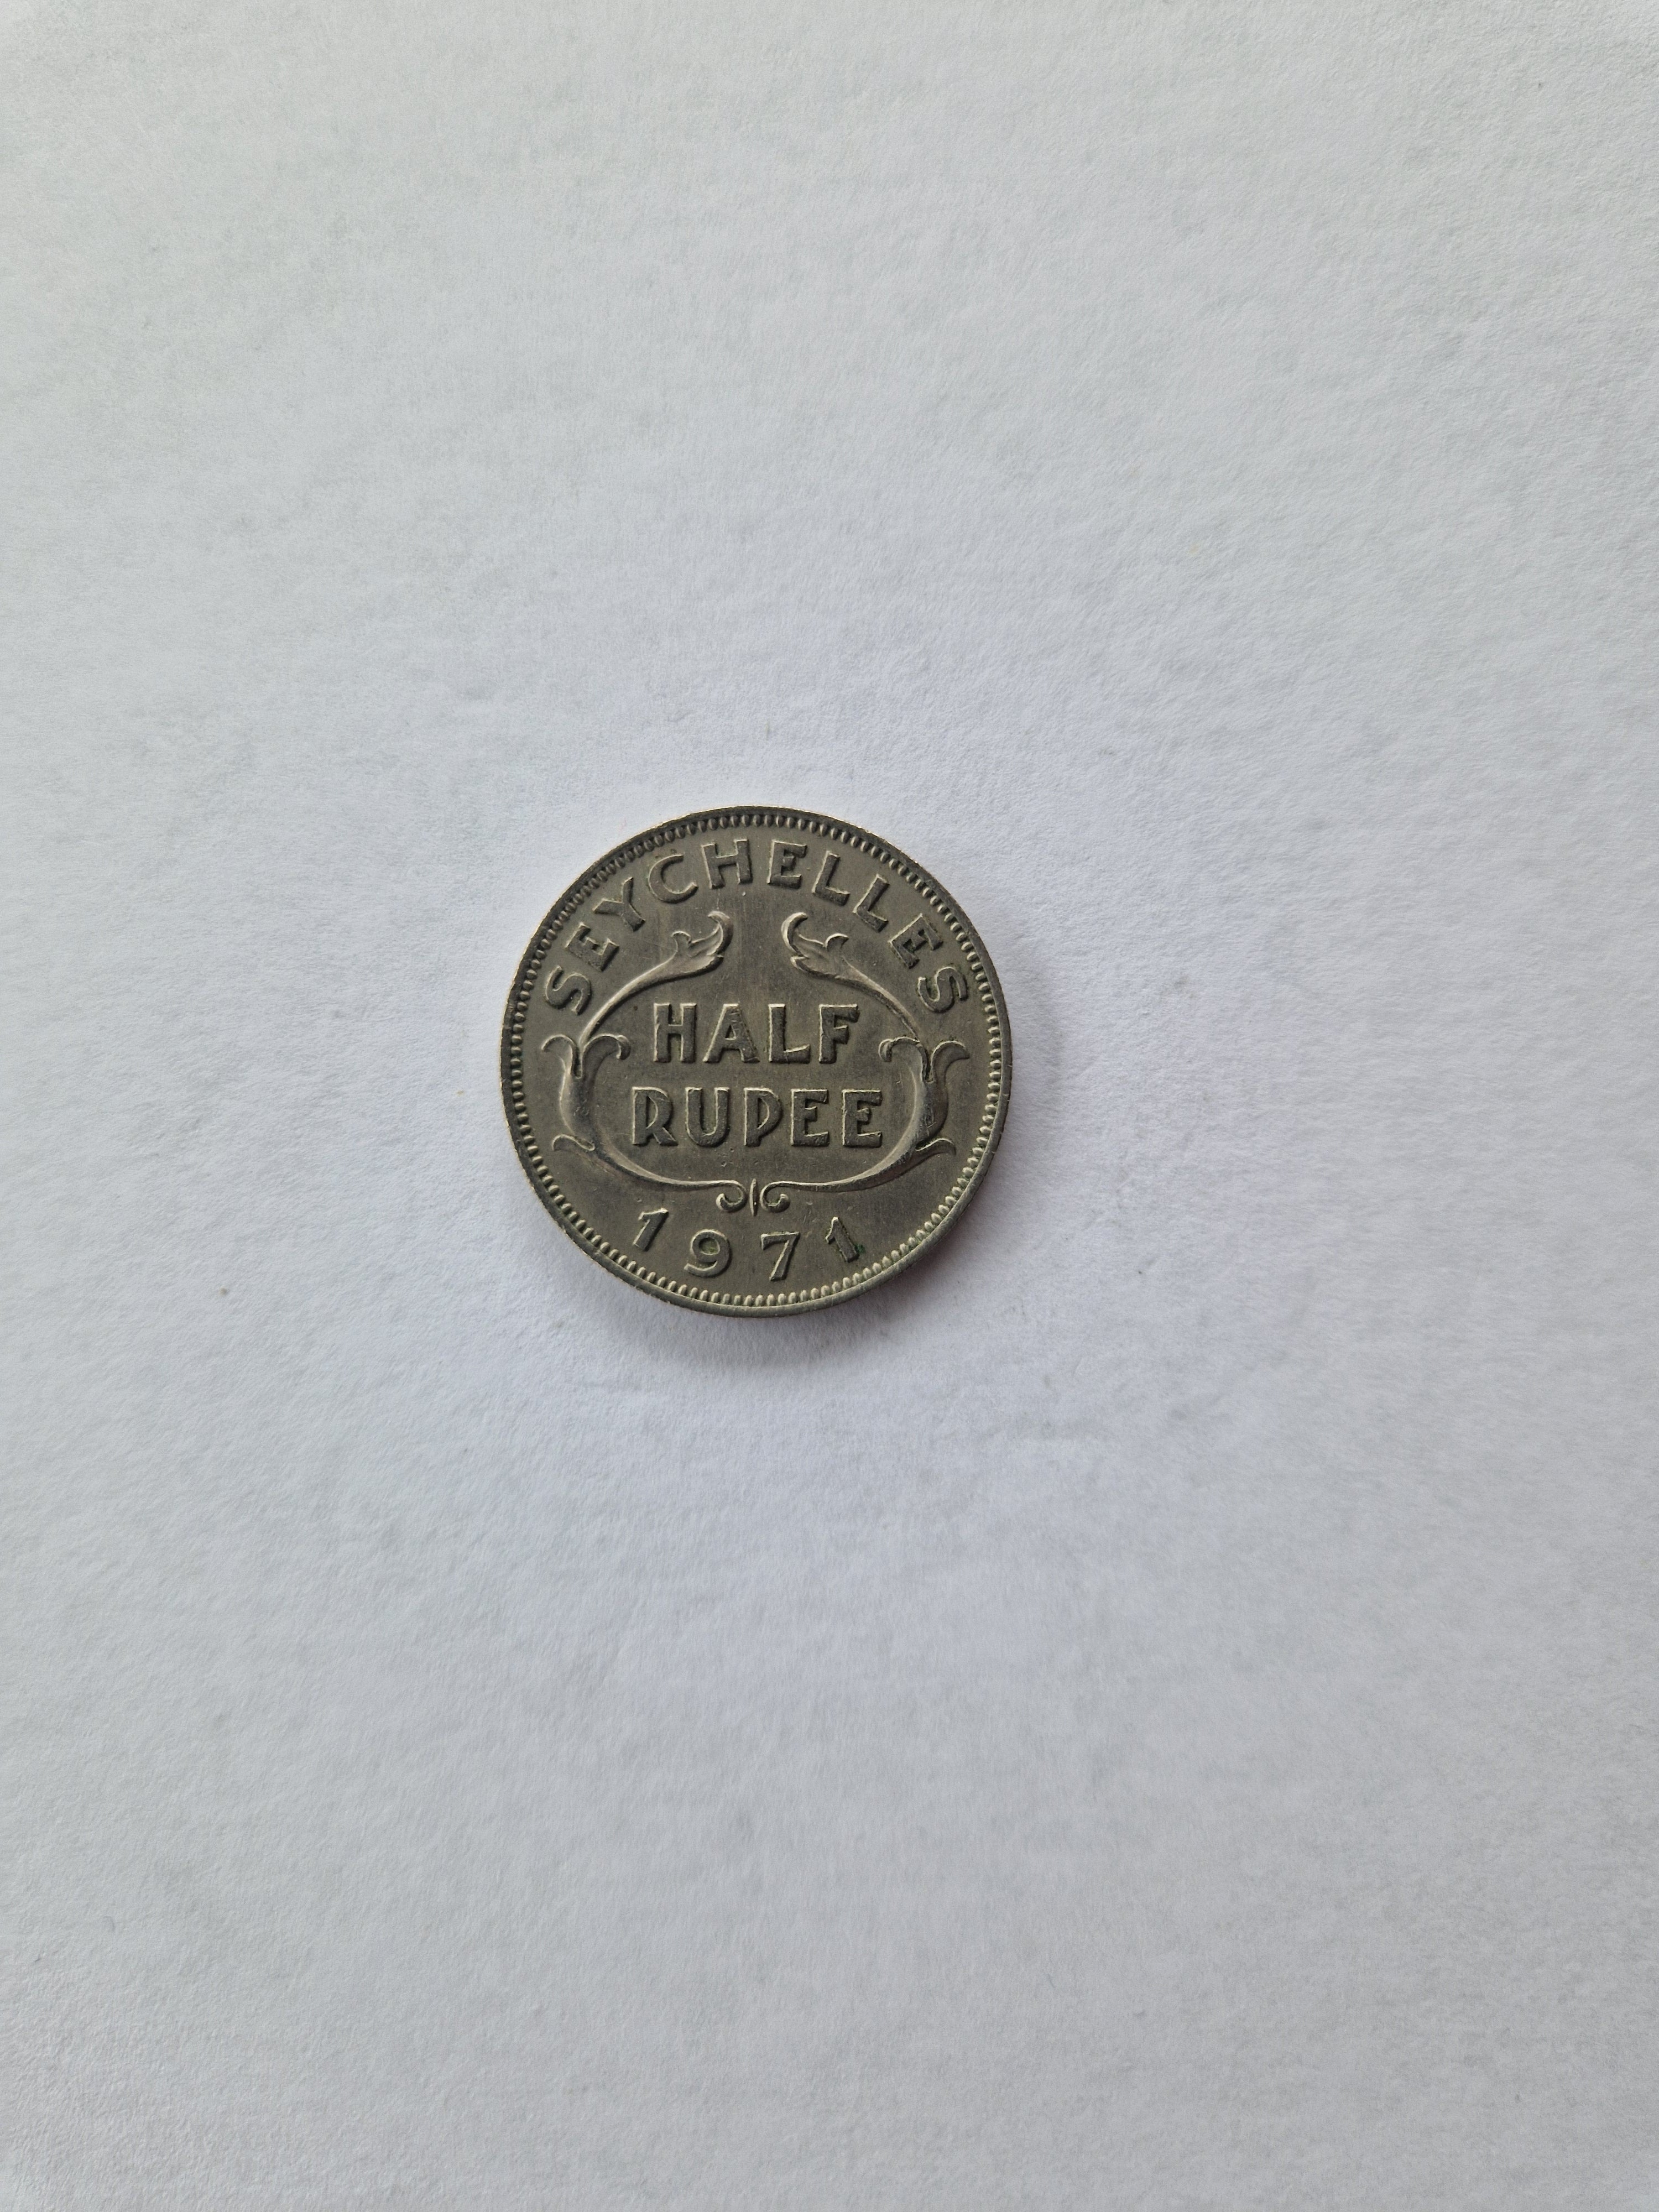 SEYCHELLES
HALF
RUPEE
1971